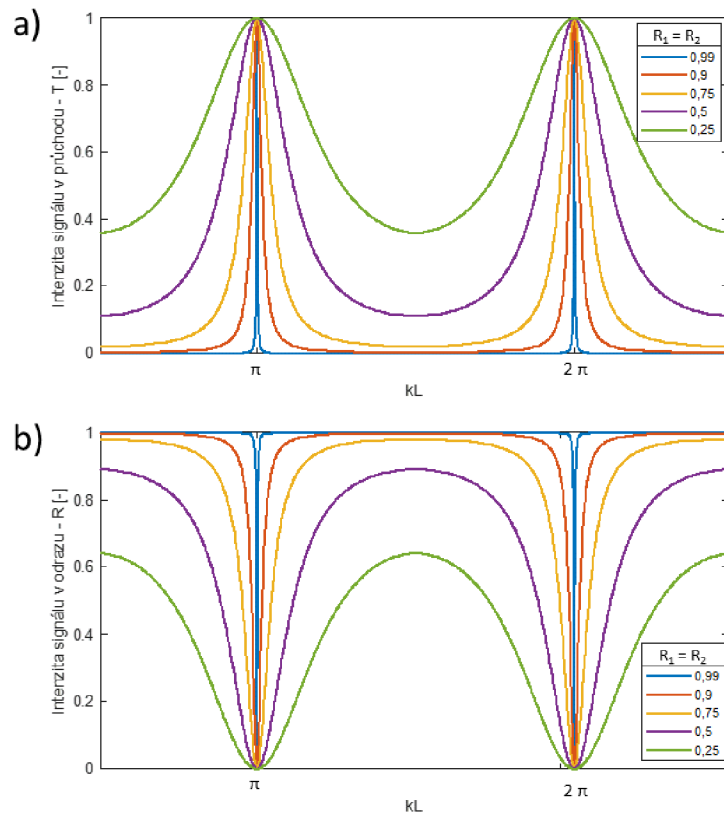 a)
Intenzita signálu v průchodu - T [-]
1
0.8
0.6
0.4
0.2
0
π
2 π
kL
R₁ = R₂
0,99
0,9
0,75
0,5
0,25
b)
Intenzita signálu v odrazu - R [-]
1
0.8
0.6
0.4
0.2
0
π
2 π
kL
R₁ = R₂
0,99
0,9
0,75
0,5
0,25